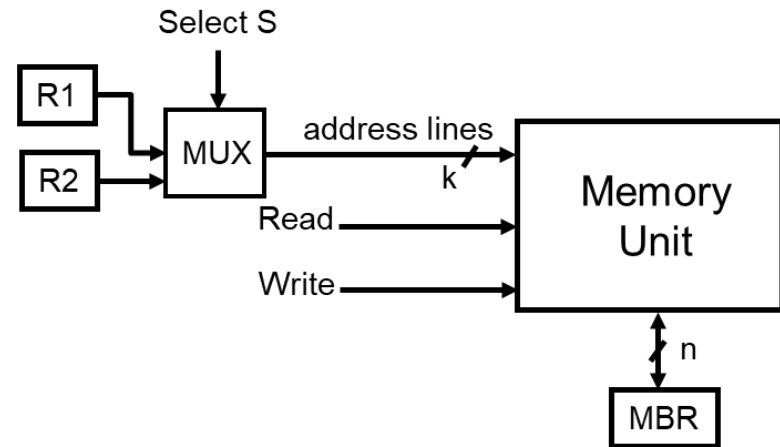 Select S
R1
R2
MUX
address lines
k
Read
Write
Memory
Unit
n
MBR